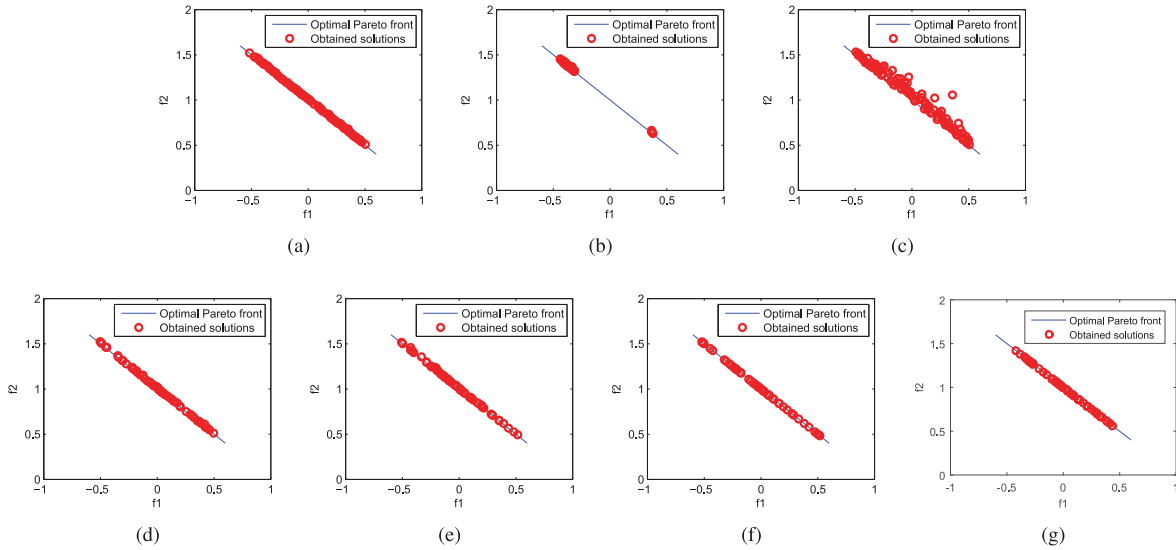 2
1.5
1
0.5
0
f2
−1 −0.5 0 0.5 1
f1
Optimal Pareto front
Obtained solutions
(a)
2
1.5
1
0.5
0
f2
−1 −0.5 0 0.5 1
f1
Optimal Pareto front
Obtained solutions
(b)
2
1.5
1
0.5
0
f2
−1 −0.5 0 0.5 1
f1
Optimal Pareto front
Obtained solutions
(c)
2
1.5
1
0.5
0
f2
−1 −0.5 0 0.5 1
f1
Optimal Pareto front
Obtained solutions
(d)
2
1.5
1
0.5
0
f2
−1 −0.5 0 0.5 1
f1
Optimal Pareto front
Obtained solutions
(e)
2
1.5
1
0.5
0
f2
−1 −0.5 0 0.5 1
f1
Optimal Pareto front
Obtained solutions
(f)
2
1.5
1
0.5
0
f2
-1 -0.5 0 0.5 1
f1
Optimal Pareto front
Obtained solutions
(g)